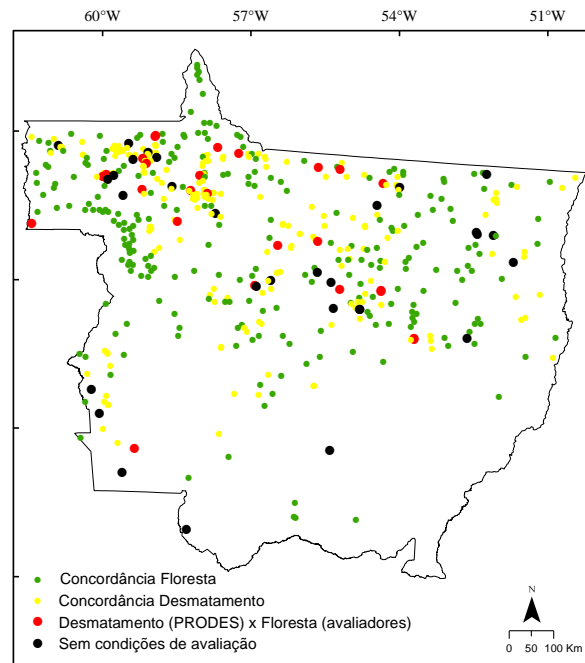 60°W 57°W 54°W 51°W
Concordância Floresta
Concordância Desmatamento
Desmatamento (PRODES) x Floresta (avaliadores)
Sem condições de avaliação
N
0 50 100 Km